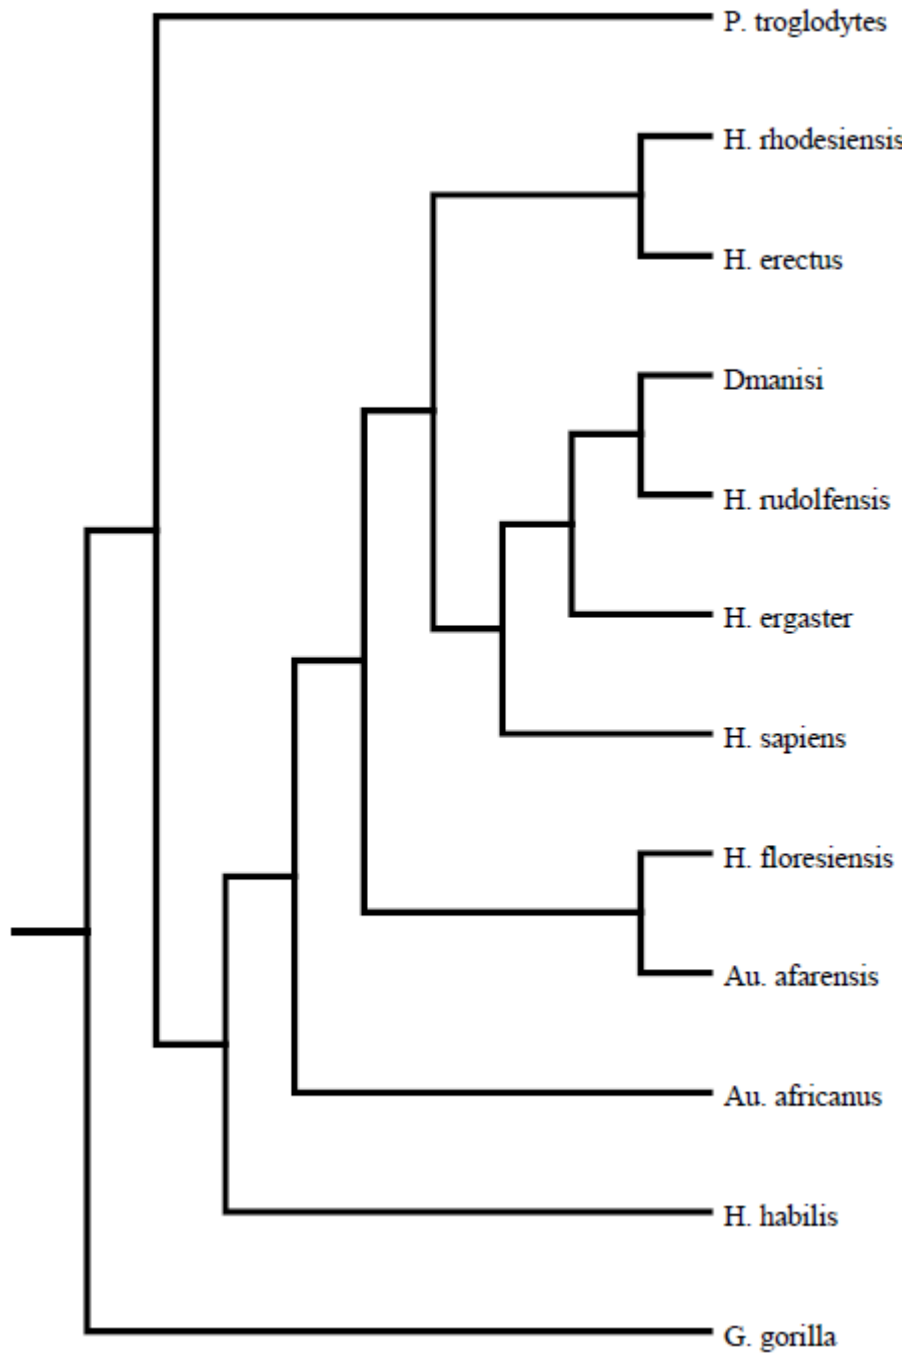 P. troglodytes
H. rhodesiensis
H. erectus
Dmanisi
H. rudolfensis
H. ergaster
H. sapiens
H. floresiensis
Au. afarensis
Au. africanus
H. habilis
G. gorilla